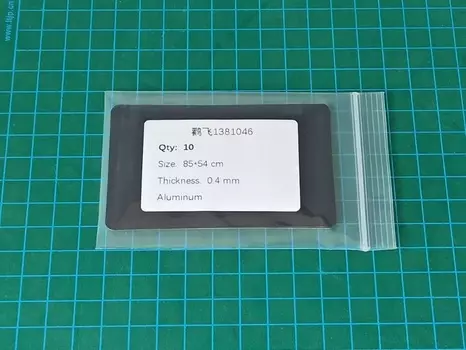 鹳飞1381046
Qty: 10
Size: 85*54 cm
Thickness: 0.4 mm
Aluminum